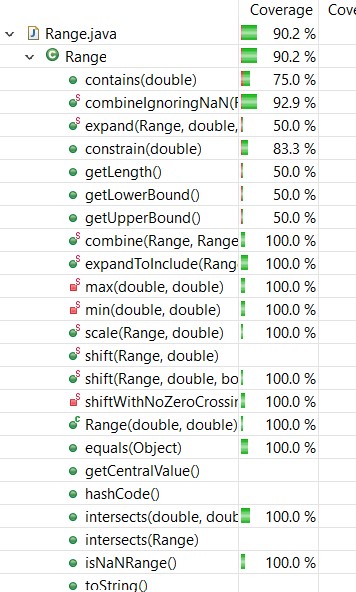 Coverage Cove
Range.java 90.2 %
Range 90.2 %
contains(double) 75.0 %
combineIgnoringNaN(R 92.9 %
expand(Range, double, 50.0 %
constrain(double) 83.3 %
getLength() 50.0 %
getLowerBound() 50.0 %
getUpperBound() 50.0 %
combine(Range, Range 100.0 %
expandToInclude(Rang 100.0 %
max(double, double) 100.0 %
min(double, double) 100.0 %
scale(Range, double) 100.0 %
shift(Range, double)
shift(Range, double, bo 100.0 %
shiftWithNoZeroCrossin 100.0 %
Range(double, double) 100.0 %
equals(Object) 100.0 %
getCentralValue()
hashCode()
intersects(double, doub 100.0 %
intersects(Range)
isNaNRange() 100.0 %
toString()